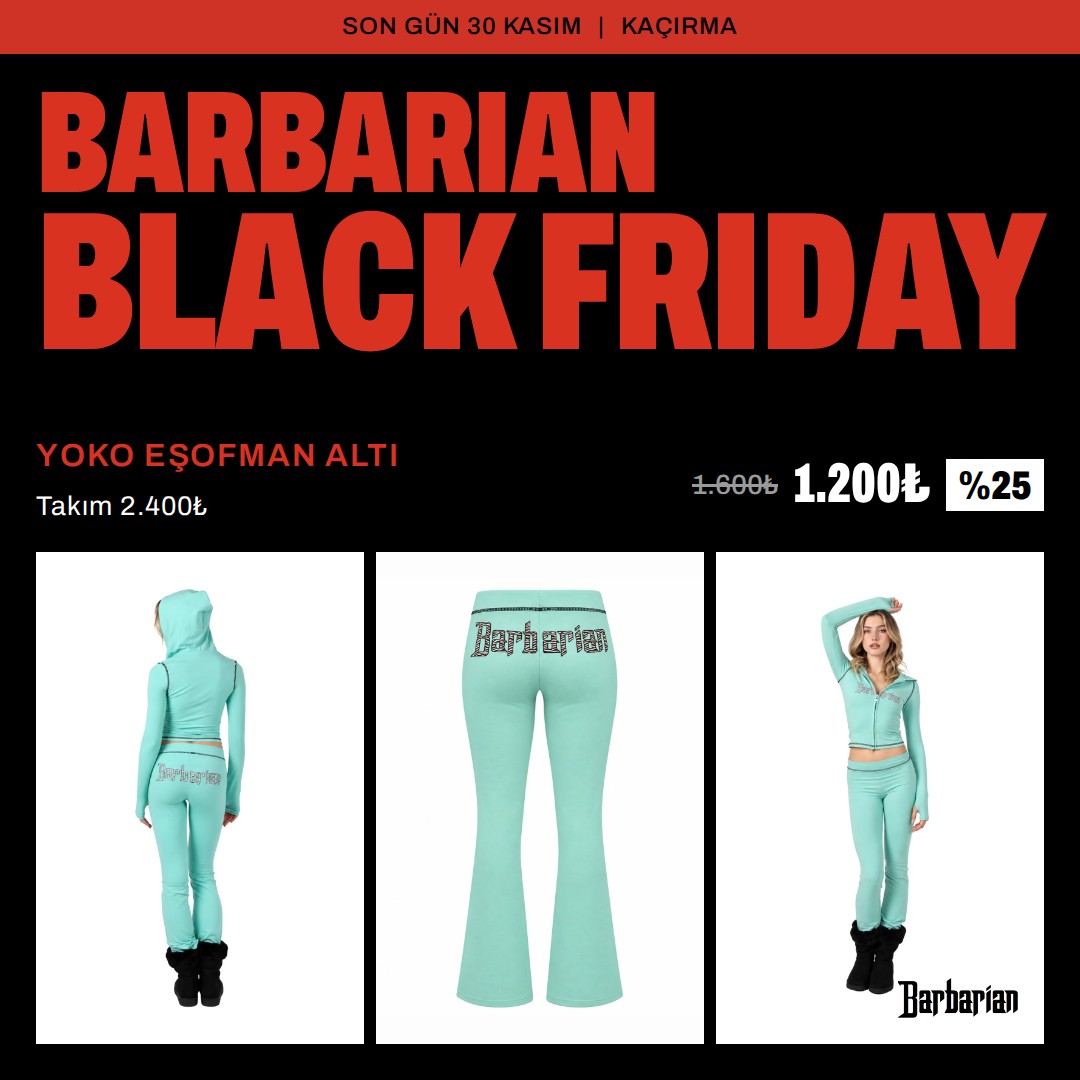 SON GÜN 30 KASIM | KAÇIRMA
BARBARIAN
BLACK FRIDAY
YOKO EŞOFMAN ALTI
Takım 2.400₺
1.600₺ 1.200₺ %25
Barbarian
Barbarian
Barbarian
Barbarian